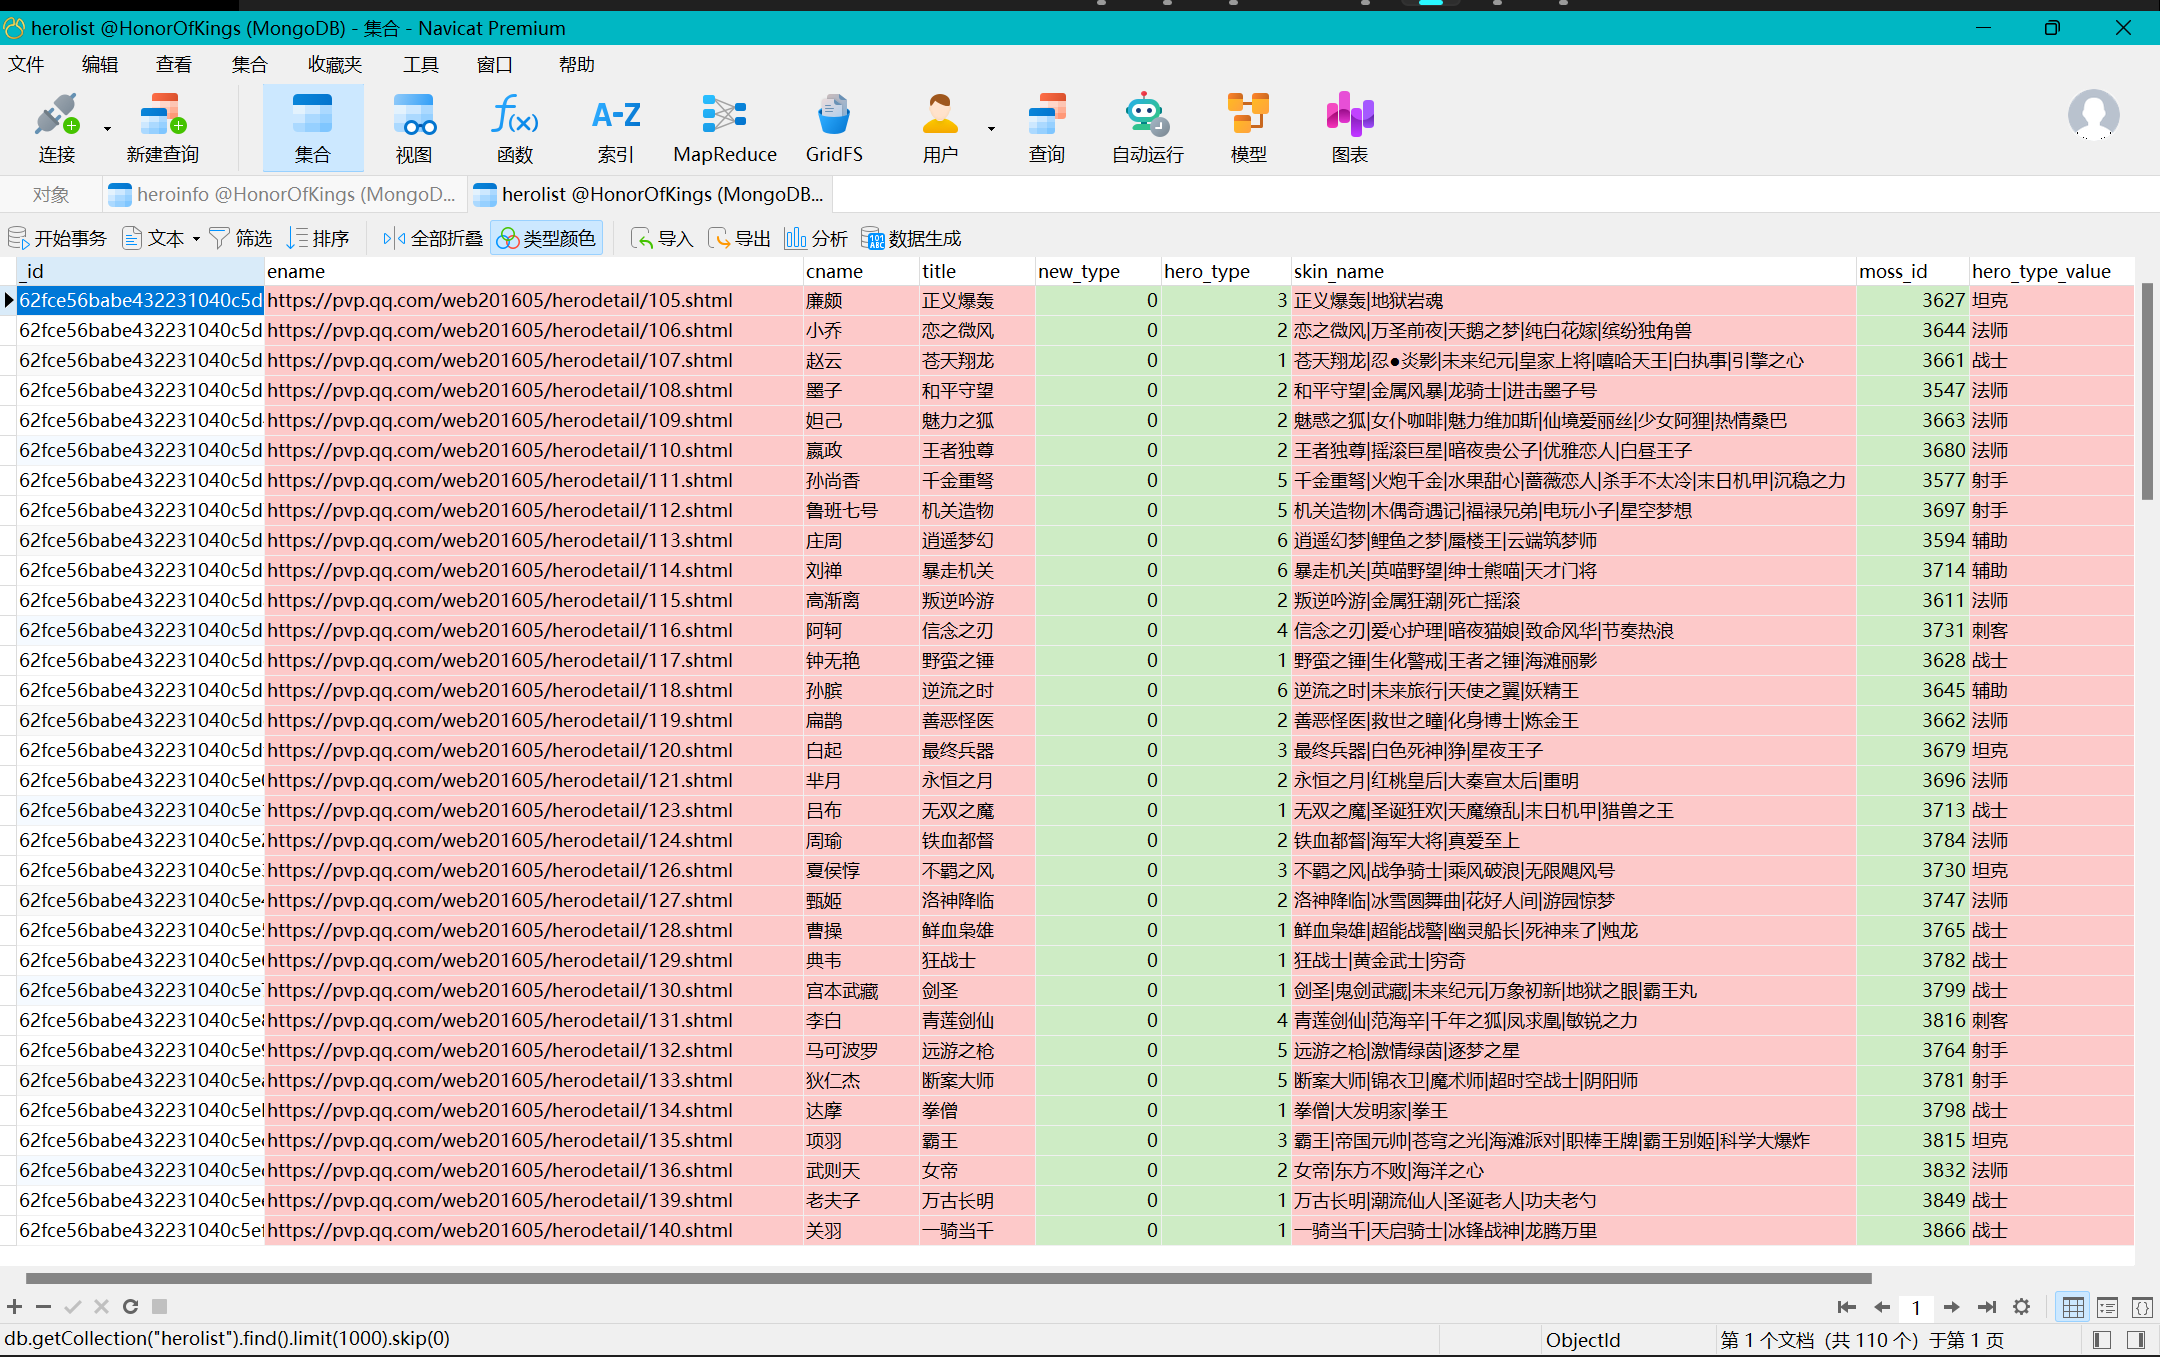 herolist @HonorOfKings (MongoDB) - 集合 - Navicat Premium
文件 编辑 查看 集合 收藏夹 工具 窗口 帮助
连接 新建查询 集合 视图 函数 索引 MapReduce GridFS 用户 查询 自动运行 模型 图表
对象 heroinfo @HonorOfKings (MongoD... herolist @HonorOfKings (MongoDB...
开始事务 文本 筛选 排序 全部折叠 类型颜色 导入 导出 分析 数据生成
_id ename cname title new_type hero_type skin_name moss_id hero_type_value
62fce56babe432231040c5d https://pvp.qq.com/web201605/herodetail/105.shtml 廉颇 正义爆轰 0 3 正义爆轰|地狱岩魂 3627 坦克
62fce56babe432231040c5d https://pvp.qq.com/web201605/herodetail/106.shtml 小乔 恋之微风 0 2 恋之微风|万圣前夜|天鹅之梦|纯白花嫁|缤纷独角兽 3644 法师
62fce56babe432231040c5d https://pvp.qq.com/web201605/herodetail/107.shtml 赵云 苍天翔龙 0 1 苍天翔龙|忍●炎影|未来纪元|皇家上将|嘻哈天王|白执事|引擎之心 3661 战士
62fce56babe432231040c5d https://pvp.qq.com/web201605/herodetail/108.shtml 墨子 和平守望 0 2 和平守望|金属风暴|龙骑士|进击墨子号 3547 法师
62fce56babe432231040c5d https://pvp.qq.com/web201605/herodetail/109.shtml 妲己 魅力之狐 0 2 魅惑之狐|女仆咖啡|魅力维加斯|仙境爱丽丝|少女阿狸|热情桑巴 3663 法师
62fce56babe432231040c5d https://pvp.qq.com/web201605/herodetail/110.shtml 嬴政 王者独尊 0 2 王者独尊|摇滚巨星|暗夜贵公子|优雅恋人|白昼王子 3680 法师
62fce56babe432231040c5d https://pvp.qq.com/web201605/herodetail/111.shtml 孙尚香 千金重弩 0 5 千金重弩|火炮千金|水果甜心|蔷薇恋人|杀手不太冷|末日机甲|沉稳之力 3577 射手
62fce56babe432231040c5d https://pvp.qq.com/web201605/herodetail/112.shtml 鲁班七号 机关造物 0 5 机关造物|木偶奇遇记|福禄兄弟|电玩小子|星空梦想 3697 射手
62fce56babe432231040c5d https://pvp.qq.com/web201605/herodetail/113.shtml 庄周 逍遥梦幻 0 6 逍遥幻梦|鲤鱼之梦|蜃楼王|云端筑梦师 3594 辅助
62fce56babe432231040c5d https://pvp.qq.com/web201605/herodetail/114.shtml 刘禅 暴走机关 0 6 暴走机关|英喵野望|绅士熊喵|天才门将 3714 辅助
62fce56babe432231040c5d https://pvp.qq.com/web201605/herodetail/115.shtml 高渐离 叛逆吟游 0 2 叛逆吟游|金属狂潮|死亡摇滚 3611 法师
62fce56babe432231040c5d https://pvp.qq.com/web201605/herodetail/116.shtml 阿轲 信念之刃 0 4 信念之刃|爱心护理|暗夜猫娘|致命风华|节奏热浪 3731 刺客
62fce56babe432231040c5d https://pvp.qq.com/web201605/herodetail/117.shtml 钟无艳 野蛮之锤 0 1 野蛮之锤|生化警戒|王者之锤|海滩丽影 3628 战士
62fce56babe432231040c5d https://pvp.qq.com/web201605/herodetail/118.shtml 孙膑 逆流之时 0 6 逆流之时|未来旅行|天使之翼|妖精王 3645 辅助
62fce56babe432231040c5d https://pvp.qq.com/web201605/herodetail/119.shtml 扁鹊 善恶怪医 0 2 善恶怪医|救世之瞳|化身博士|炼金王 3662 法师
62fce56babe432231040c5d https://pvp.qq.com/web201605/herodetail/120.shtml 白起 最终兵器 0 3 最终兵器|白色死神|狰|星夜王子 3679 坦克
62fce56babe432231040c5e https://pvp.qq.com/web201605/herodetail/121.shtml 芈月 永恒之月 0 2 永恒之月|红桃皇后|大秦宣太后|重明 3696 法师
62fce56babe432231040c5e https://pvp.qq.com/web201605/herodetail/123.shtml 吕布 无双之魔 0 1 无双之魔|圣诞狂欢|天魔缭乱|末日机甲|猎兽之王 3713 战士
62fce56babe432231040c5e https://pvp.qq.com/web201605/herodetail/124.shtml 周瑜 铁血都督 0 2 铁血都督|海军大将|真爱至上 3784 法师
62fce56babe432231040c5e https://pvp.qq.com/web201605/herodetail/126.shtml 夏侯惇 不羁之风 0 3 不羁之风|战争骑士|乘风破浪|无限飓风号 3730 坦克
62fce56babe432231040c5e https://pvp.qq.com/web201605/herodetail/127.shtml 甄姬 洛神降临 0 2 洛神降临|冰雪圆舞曲|花好人间|游园惊梦 3747 法师
62fce56babe432231040c5e https://pvp.qq.com/web201605/herodetail/128.shtml 曹操 鲜血枭雄 0 1 鲜血枭雄|超能战警|幽灵船长|死神来了|烛龙 3765 战士
62fce56babe432231040c5e https://pvp.qq.com/web201605/herodetail/129.shtml 典韦 狂战士 0 1 狂战士|黄金武士|穷奇 3782 战士
62fce56babe432231040c5e https://pvp.qq.com/web201605/herodetail/130.shtml 宫本武藏 剑圣 0 1 剑圣|鬼剑武藏|未来纪元|万象初新|地狱之眼|霸王丸 3799 战士
62fce56babe432231040c5e https://pvp.qq.com/web201605/herodetail/131.shtml 李白 青莲剑仙 0 4 青莲剑仙|范海辛|千年之狐|凤求凰|敏锐之力 3816 刺客
62fce56babe432231040c5e https://pvp.qq.com/web201605/herodetail/132.shtml 马可波罗 远游之枪 0 5 远游之枪|激情绿茵|逐梦之星 3764 射手
62fce56babe432231040c5e https://pvp.qq.com/web201605/herodetail/133.shtml 狄仁杰 断案大师 0 5 断案大师|锦衣卫|魔术师|超时空战士|阴阳师 3781 射手
62fce56babe432231040c5e https://pvp.qq.com/web201605/herodetail/134.shtml 达摩 拳僧 0 1 拳僧|大发明家|拳王 3798 战士
62fce56babe432231040c5e https://pvp.qq.com/web201605/herodetail/135.shtml 项羽 霸王 0 3 霸王|帝国元帅|苍穹之光|海滩派对|职棒王牌|霸王别姬|科学大爆炸 3815 坦克
62fce56babe432231040c5e https://pvp.qq.com/web201605/herodetail/136.shtml 武则天 女帝 0 2 女帝|东方不败|海洋之心 3832 法师
62fce56babe432231040c5e https://pvp.qq.com/web201605/herodetail/139.shtml 老夫子 万古长明 0 1 万古长明|潮流仙人|圣诞老人|功夫老勺 3849 战士
62fce56babe432231040c5e https://pvp.qq.com/web201605/herodetail/140.shtml 关羽 一骑当千 0 1 一骑当千|天启骑士|冰锋战神|龙腾万里 3866 战士
1
db.getCollection("herolist").find().limit(1000).skip(0) ObjectId 第 1 个文档 (共 110 个) 于第 1 页